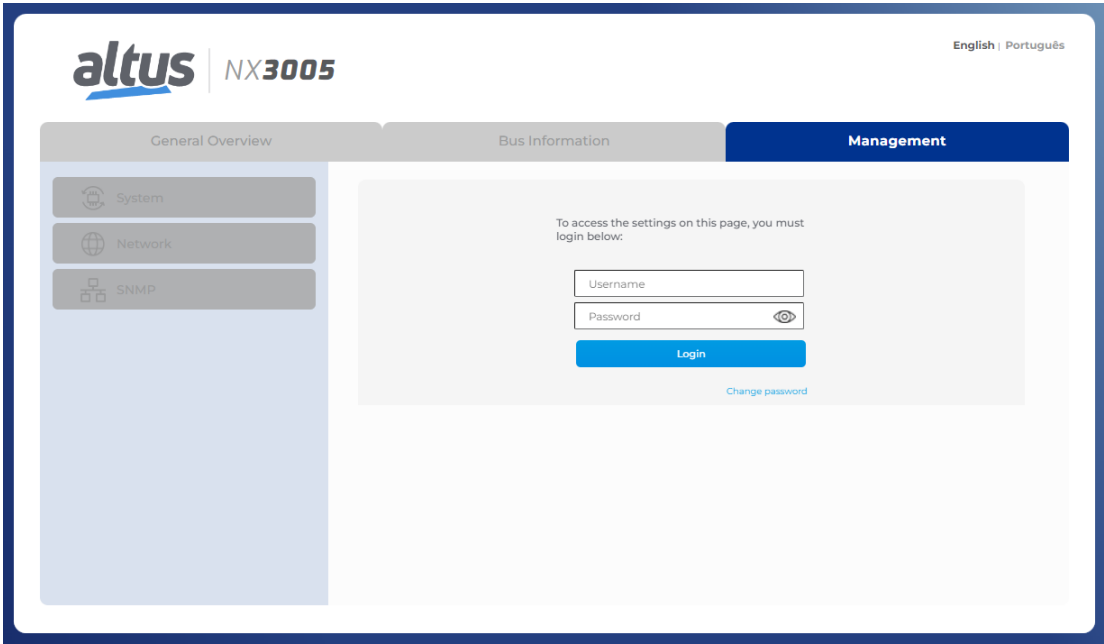 altus NX3005
English | Português
General Overview
Bus Information
Management
System
Network
SNMP
To access the settings on this page, you must
login below:
Username
Password
Login
Change password